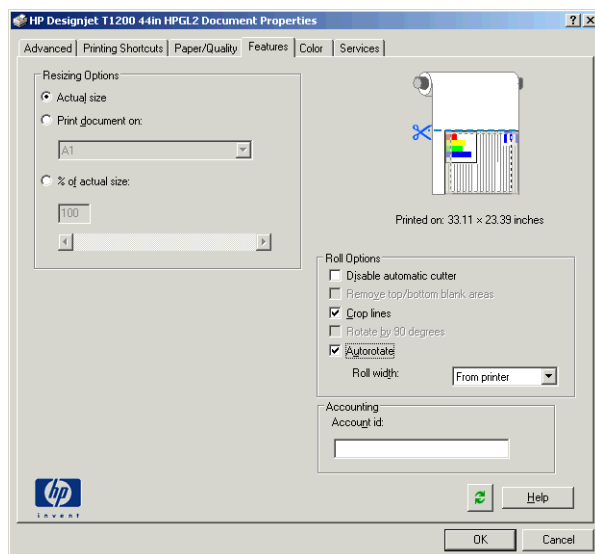 HP Designjet T1200 44in HPGL2 Document Properties
Advanced Printing Shortcuts Paper/Quality Features Color Services
Resizing Options
Actual size
Print document on:
A1
% of actual size:
100
Printed on: 33.11 × 23.39 inches
Roll Options
Disable automatic cutter
Remove top/bottom blank areas
Crop lines
Rotate by 90 degrees
Autorotate
Roll width: From printer
Accounting
Account id:
hp
invent
Help
OK Cancel